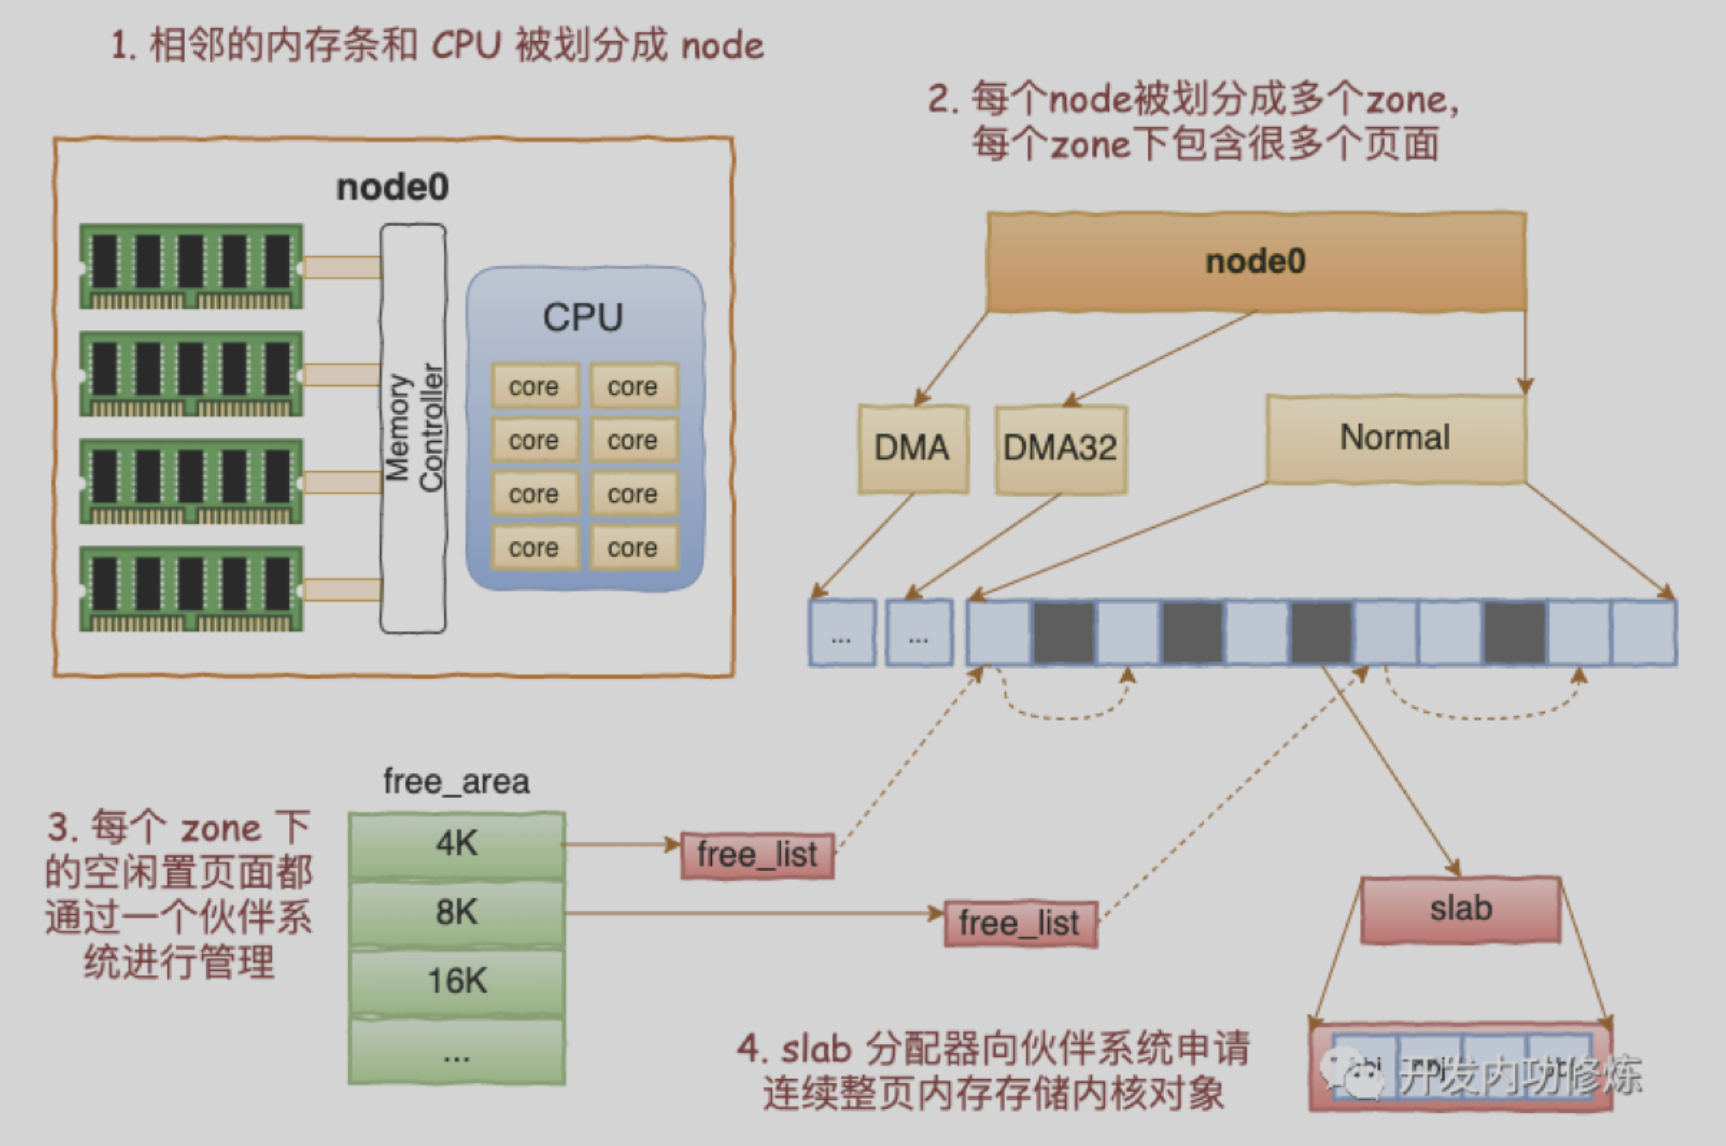 1. 相邻的内存条和 CPU 被划分成 node
2. 每个node被划分成多个zone,
每个zone下包含很多个页面
node0
Memory
Controller
CPU
core core
core core
core core
core core
node0
DMA
DMA32
Normal
...
...
free_area
3. 每个 zone 下
的空闲置页面都
通过一个伙伴系
统进行管理
4K
8K
16K
...
free_list
free_list
slab
4. slab 分配器向伙伴系统申请
连续整页内存存储内核对象
开发内功修炼